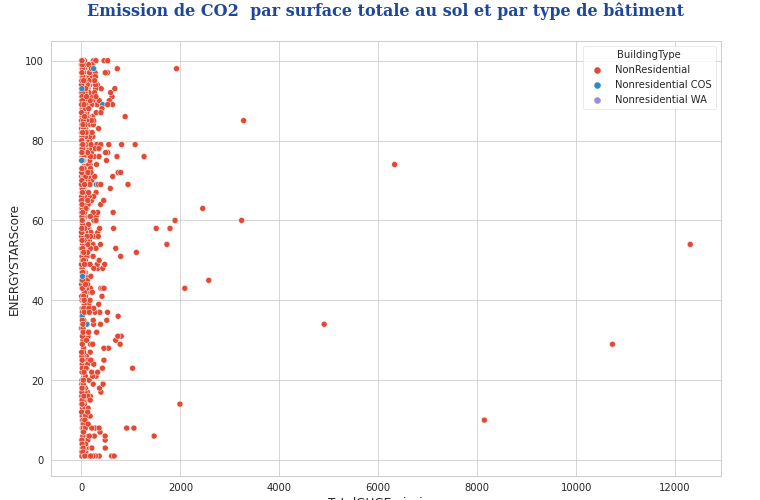 Emission de CO2  par surface totale au sol et par type de bâtiment
BuildingType
NonResidential
Nonresidential COS
Nonresidential WA
ENERGYSTARScore
100
80
60
40
20
0
0
2000
4000
6000
8000
10000
12000